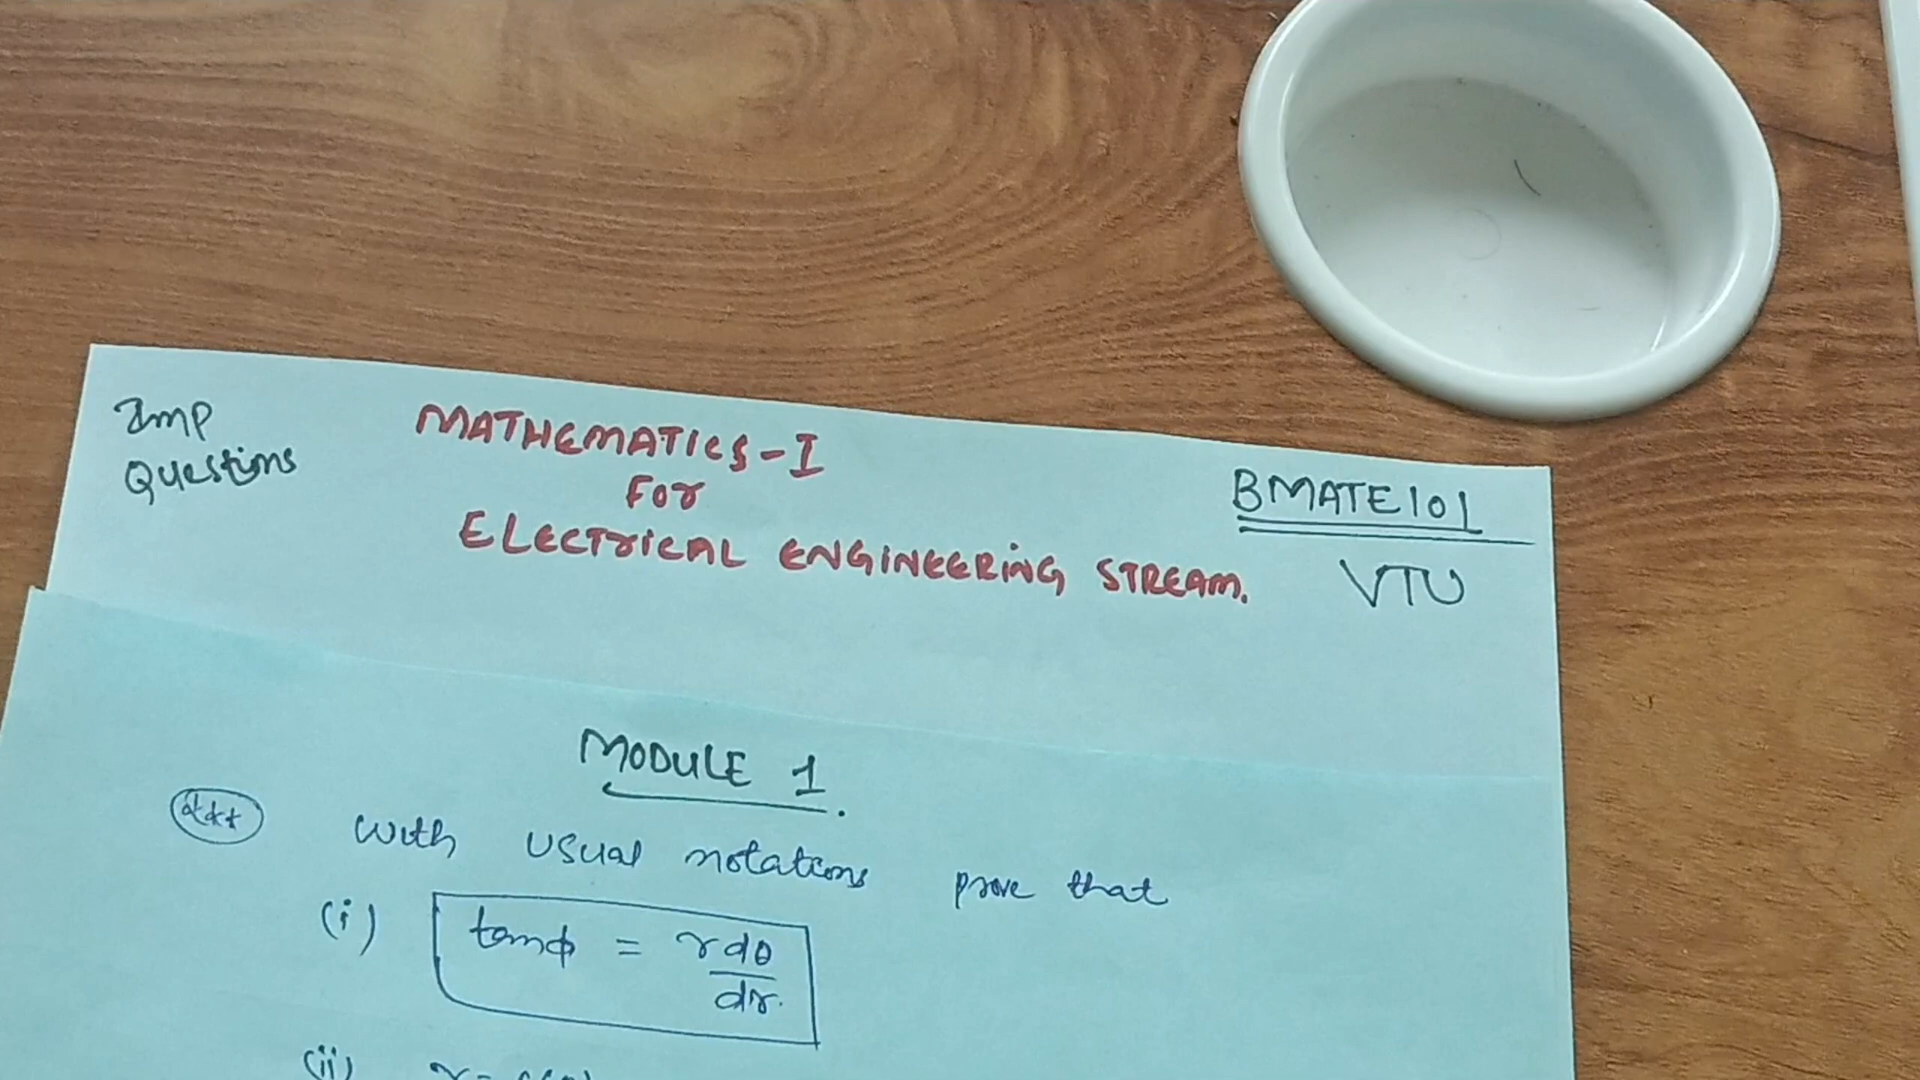 Imp
Questions
MATHEMATICS-I
For
ELECTRICAL ENGINEERING STREAM.
BMATE101
VTU
MODULE 1.
*** With usual notations prove that
(i) tanϕ = rdθ/dr.
(ii)